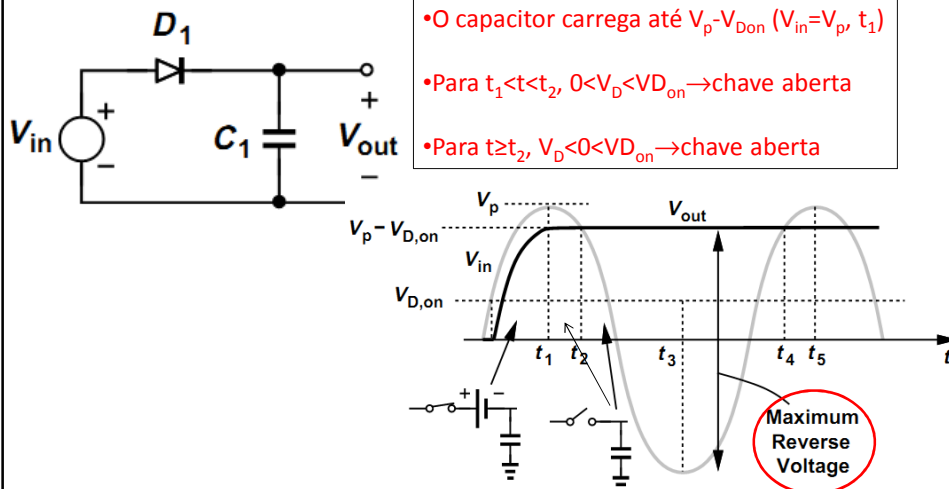 D1
Vin
+
−
C1
+
Vout
−
•O capacitor carrega até Vp-VDon (Vin=Vp, t1)
•Para t1<t<t2, 0<VD<VDon→chave aberta
•Para t≥t2, VD<0<VDon→chave aberta
Vp
Vout
Vp − VD,on
Vin
VD,on
t1 t2 t3 t4 t5 t
+ −
Maximum
Reverse
Voltage